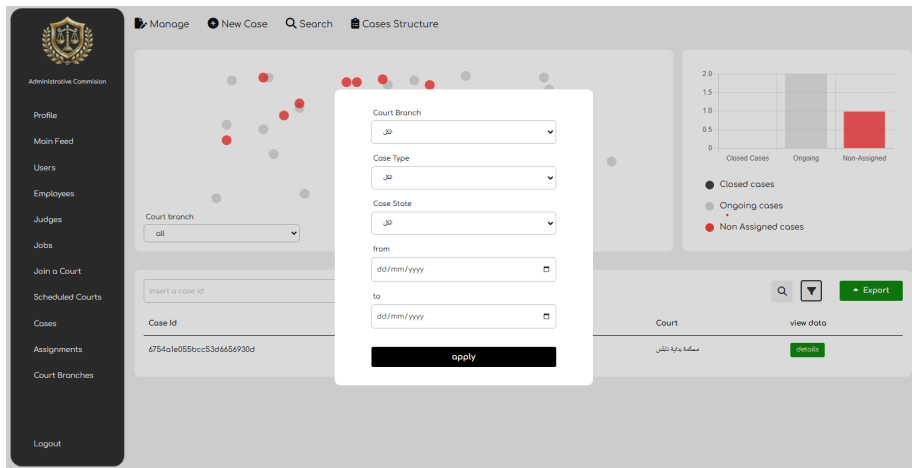 Manage New Case Search Cases Structure
Administrative Commision
Profile
Main Feed
Users
Employees
Judges
Jobs
Join a Court
Scheduled Courts
Cases
Assignments
Court Branches
Logout
Court branch
all
2.0
1.5
1.0
0.5
0
Closed Cases Ongoing Non-Assigned
Closed cases
Ongoing cases
Non Assigned cases
Court Branch
الكل
Case Type
الكل
Case State
الكل
from
dd/mm/yyyy
to
dd/mm/yyyy
apply
insert a case id
Export
Case Id Court view data
6754a1e055bcc53d6656930d محكمة بداية نابلس details